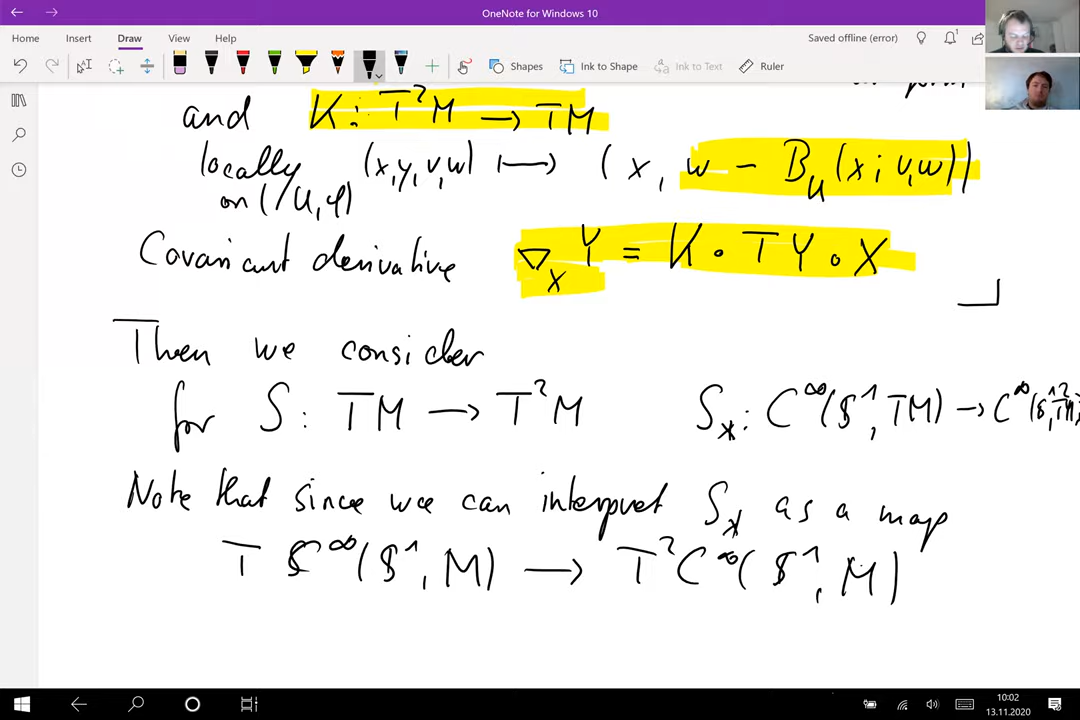 OneNote for Windows 10
Home Insert Draw View Help
Saved offline (error)
Shapes Ink to Shape Ink to Text Ruler
and K: T²M → TM
locally (x,y,v,w) ↦ (x, w − B_U(x; v,w))
on (U,φ)
Covariant derivative ∇_X Y = K ∘ TY ∘ X
Then we consider
for S: TM → T²M S_*: C^∞(𝕊¹, TM) → C^∞(𝕊¹, T²M)
Note that since we can interpret S_* as a map
T C^∞(𝕊¹, M) → T² C^∞(𝕊¹, M)
10:02
13.11.2020